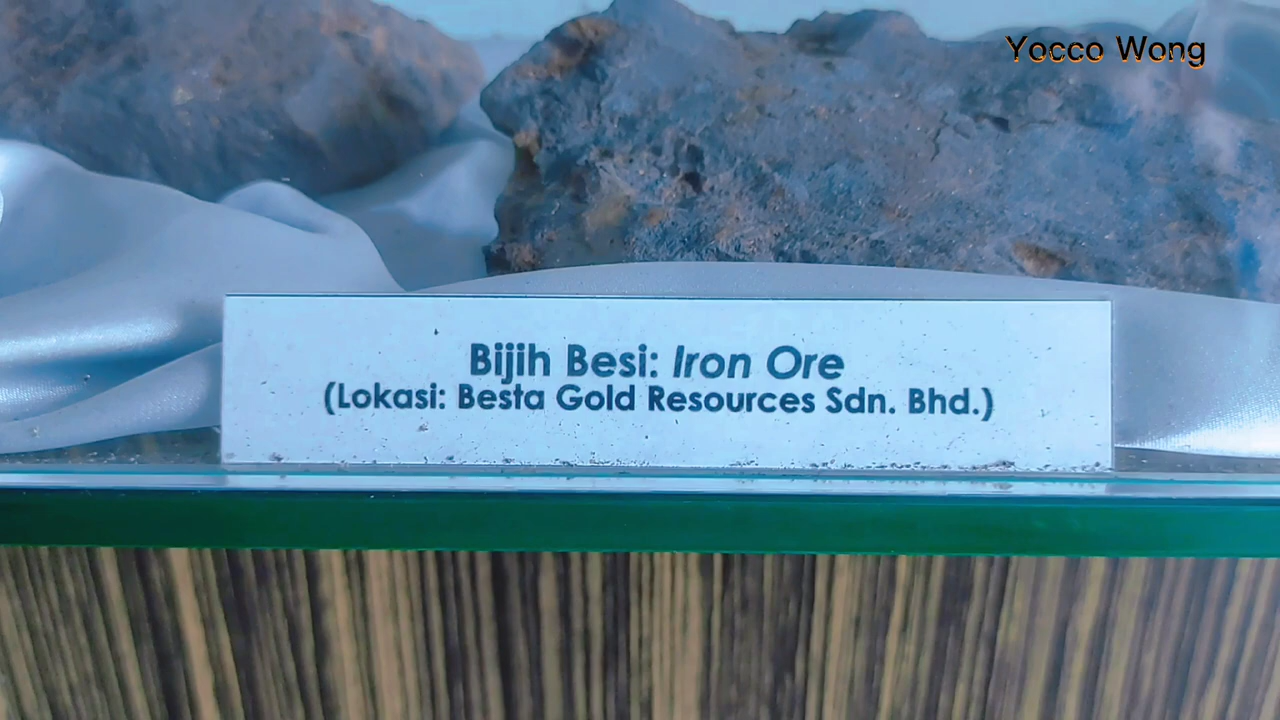 Yocco Wong
Bijih Besi: Iron Ore
(Lokasi: Besta Gold Resources Sdn. Bhd.)